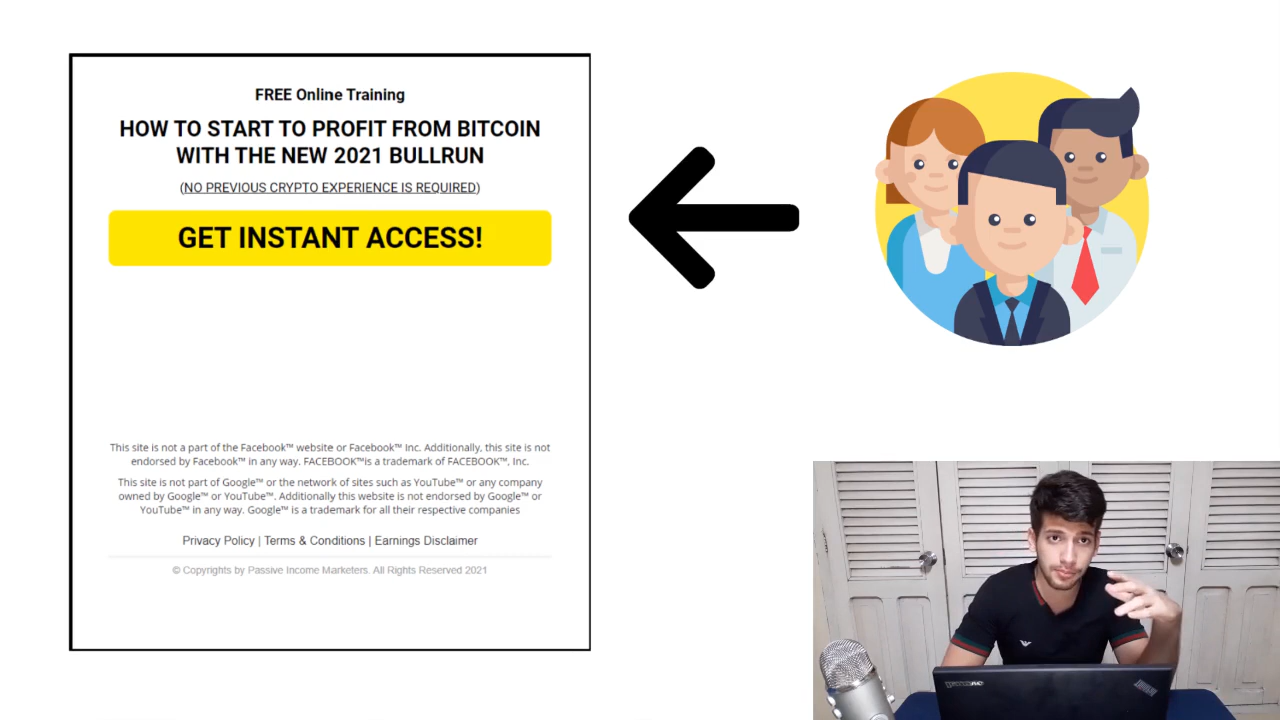 FREE Online Training
HOW TO START TO PROFIT FROM BITCOIN
WITH THE NEW 2021 BULLRUN
(NO PREVIOUS CRYPTO EXPERIENCE IS REQUIRED)
GET INSTANT ACCESS!
This site is not a part of the Facebook™ website or Facebook™ Inc. Additionally, this site is not
endorsed by Facebook™ in any way. FACEBOOK™is a trademark of FACEBOOK™, Inc.
This site is not part of Google™ or the network of sites such as YouTube™ or any company
owned by Google™ or YouTube™. Additionally this website is not endorsed by Google™ or
YouTube™ in any way. Google™ is a trademark for all their respective companies
Privacy Policy | Terms & Conditions | Earnings Disclaimer
© Copyrights by Passive Income Marketers. All Rights Reserved 2021